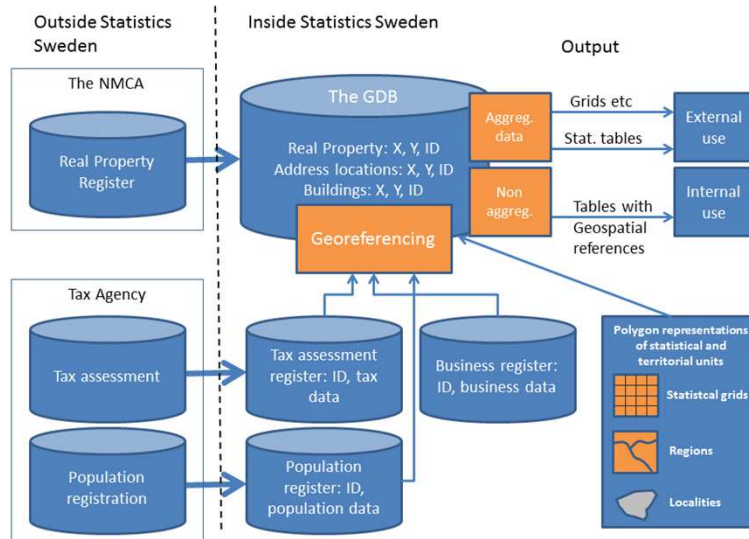 Outside Statistics
Sweden
Inside Statistics Sweden
Output
The NMCA
Real Property
Register
The GDB
Real Property: X, Y, ID
Address locations: X, Y, ID
Buildings: X, Y, ID
Georeferencing
Aggreg.
data
Non
aggreg.
Grids etc
Stat. tables
Tables with
Geospatial
references
External
use
Internal
use
Tax Agency
Tax assessment
Population
registration
Tax assessment
register: ID, tax
data
Business register:
ID, business data
Population
register: ID,
population data
Polygon representations
of statistical and
territorial units
Statistcal grids
Regions
Localities